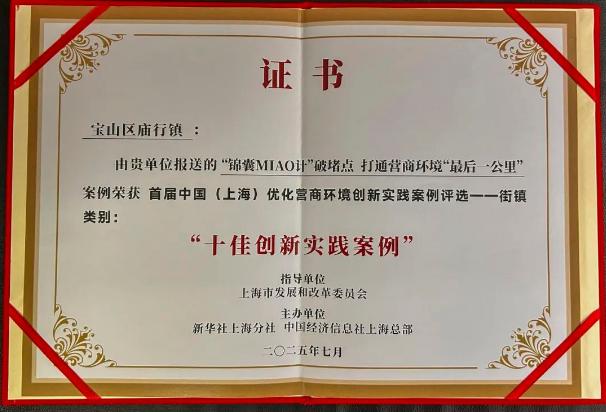 证书
宝山区庙行镇：
由贵单位报送的“锦囊MIAO计”破堵点 打通营商环境“最后一公里”
案例荣获 首届中国（上海）优化营商环境创新实践案例评选——街镇
类别：
“十佳创新实践案例”
指导单位
上海市发展和改革委员会
主办单位
新华社上海分社 中国经济信息社上海总部
二〇二五年七月